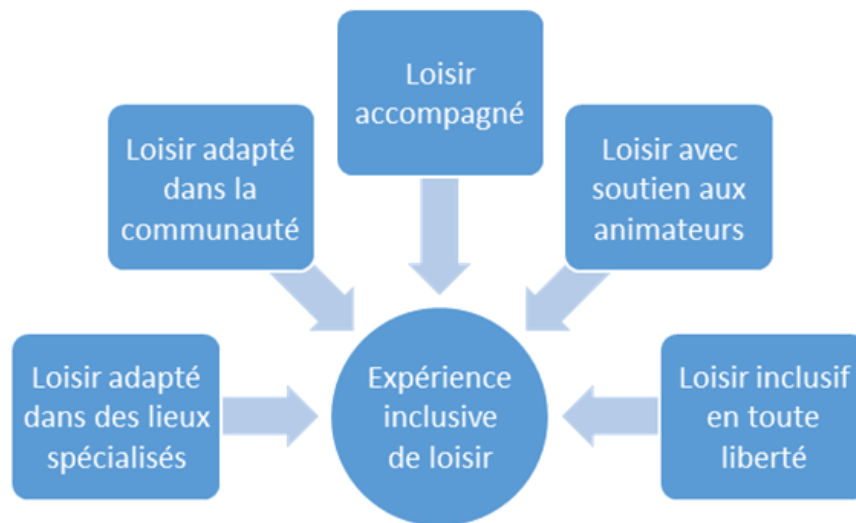 Loisir
accompagné
Loisir adapté
dans la
communauté
Loisir avec
soutien aux
animateurs
Loisir adapté
dans des lieux
spécialisés
Expérience
inclusive
de loisir
Loisir inclusif
en toute
liberté